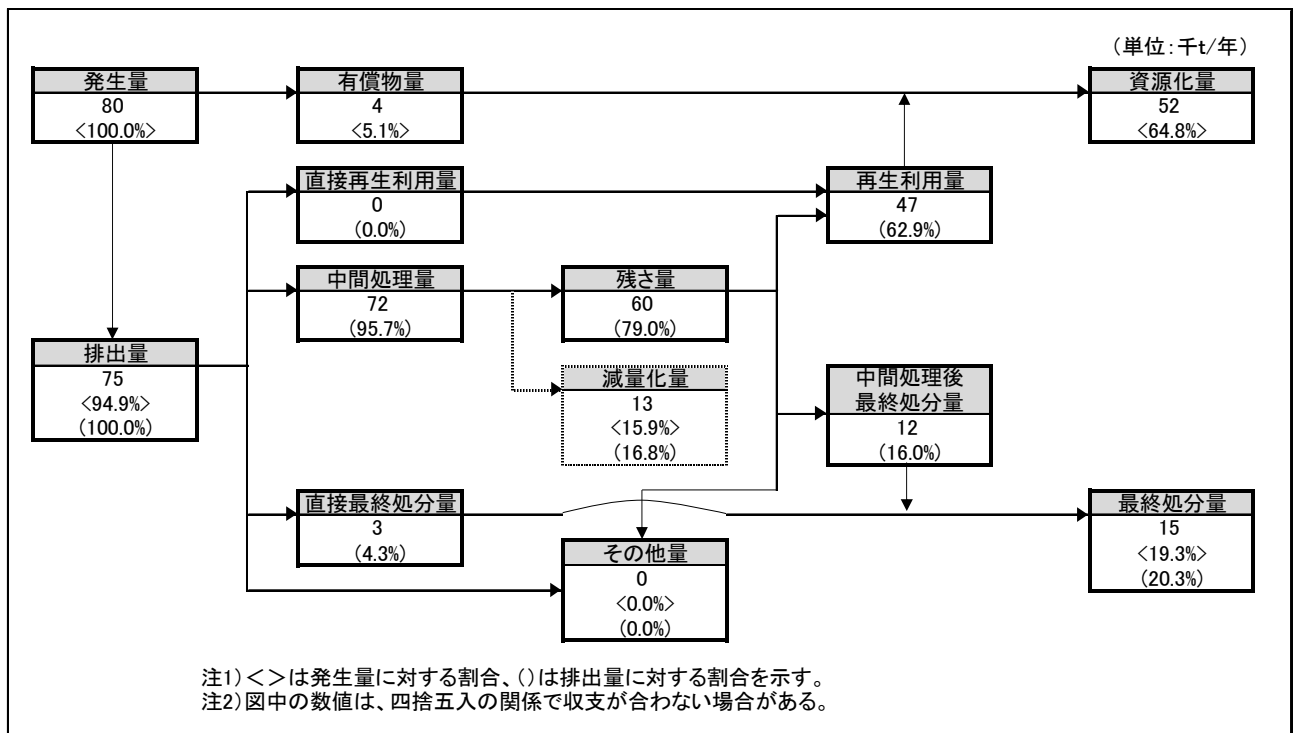 (単位:千t/年)
発生量
80
<100.0%>
有償物量
4
<5.1%>
資源化量
52
<64.8%>
直接再生利用量
0
(0.0%)
再生利用量
47
(62.9%)
中間処理量
72
(95.7%)
残さ量
60
(79.0%)
排出量
75
<94.9%>
(100.0%)
減量化量
13
<15.9%>
(16.8%)
中間処理後
最終処分量
12
(16.0%)
直接最終処分量
3
(4.3%)
その他量
0
<0.0%>
(0.0%)
最終処分量
15
<19.3%>
(20.3%)
注1)<>は発生量に対する割合、()は排出量に対する割合を示す。
注2)図中の数値は、四捨五入の関係で収支が合わない場合がある。